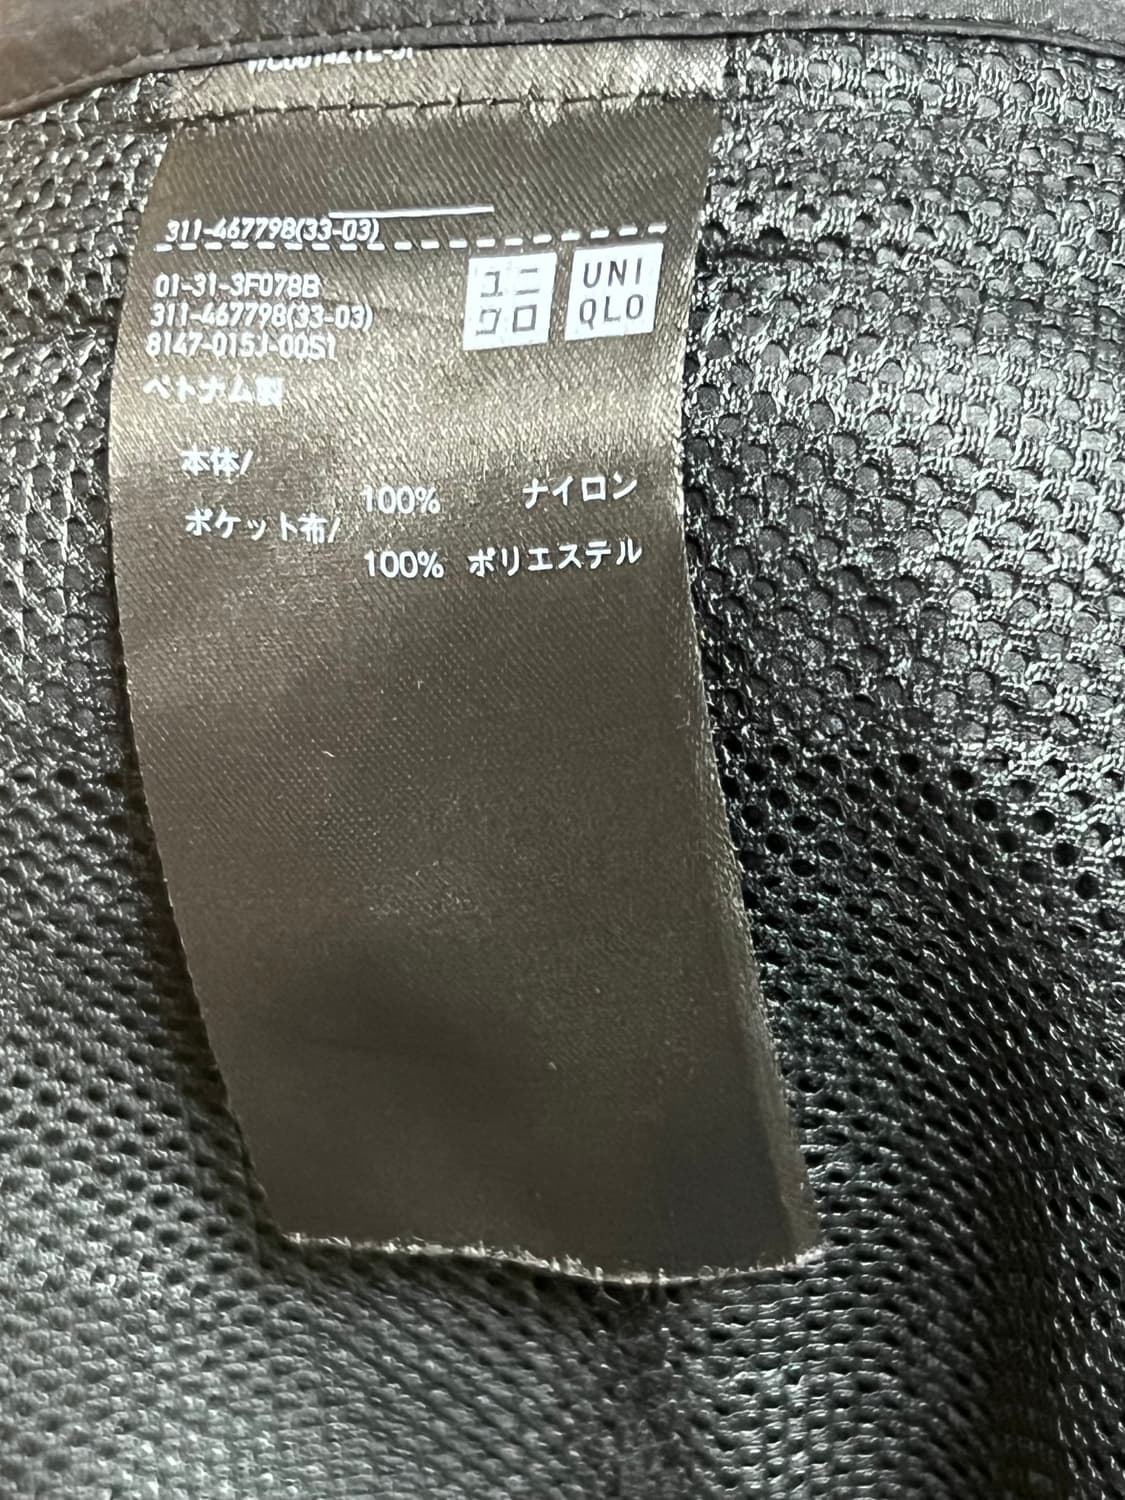 311-467798(33-03)
01-31-3F078B
311-467798(33-03)
8147-015J-00S1
ユニ
クロ
UNI
QLO
ベトナム製
本体/
100% ナイロン
ポケット布/
100% ポリエステル